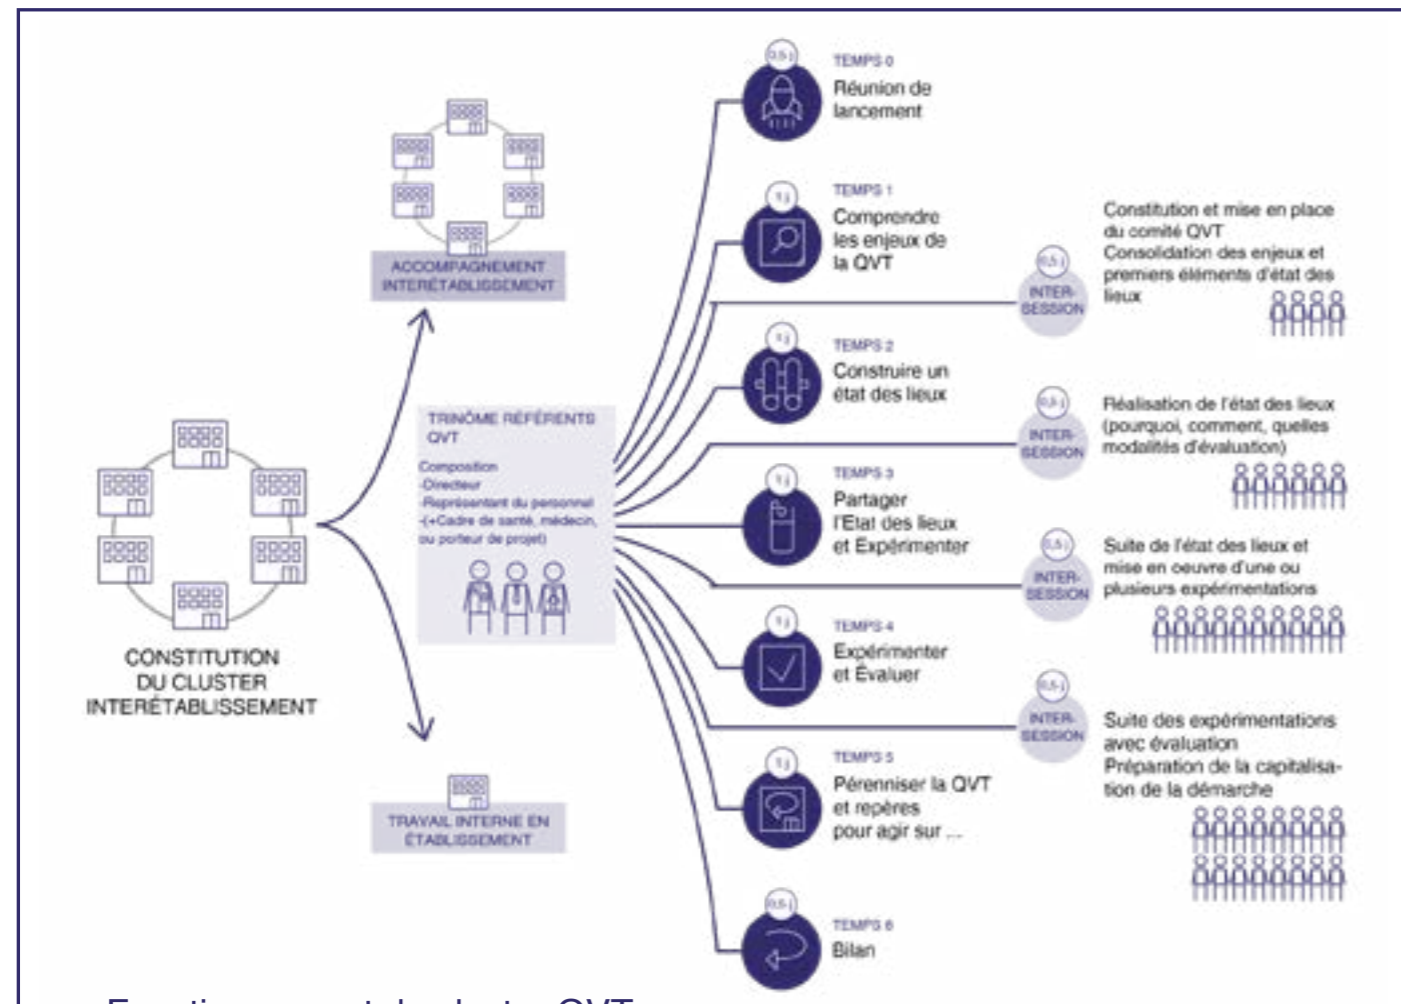 0,5 j
TEMPS 0
Réunion de
lancement
1 j
TEMPS 1
Comprendre
les enjeux de
la QVT
0,5 j
INTER-
SESSION
Constitution et mise en place
du comité QVT
Consolidation des enjeux et
premiers éléments d'état des
lieux
ACCOMPAGNEMENT
INTERÉTABLISSEMENT
1 j
TEMPS 2
Construire un
état des lieux
0,5 j
INTER-
SESSION
Réalisation de l'état des lieux
(pourquoi, comment, quelles
modalités d'évaluation)
TRINÔME RÉFÉRENTS
QVT
Composition
-Directeur
-Représentant du personnel
-(+Cadre de santé, médecin,
ou porteur de projet)
1 j
TEMPS 3
Partager
l'Etat des lieux
et Expérimenter
0,5 j
INTER-
SESSION
Suite de l'état des lieux et
mise en oeuvre d'une ou
plusieurs expérimentations
CONSTITUTION
DU CLUSTER
INTERÉTABLISSEMENT
1 j
TEMPS 4
Expérimenter
et Évaluer
0,5 j
INTER-
SESSION
Suite des expérimentations
avec évaluation
Préparation de la capitalisa-
tion de la démarche
TRAVAIL INTERNE EN
ÉTABLISSEMENT
1 j
TEMPS 5
Pérenniser la QVT
et repères
pour agir sur ...
0,5 j
TEMPS 6
Bilan